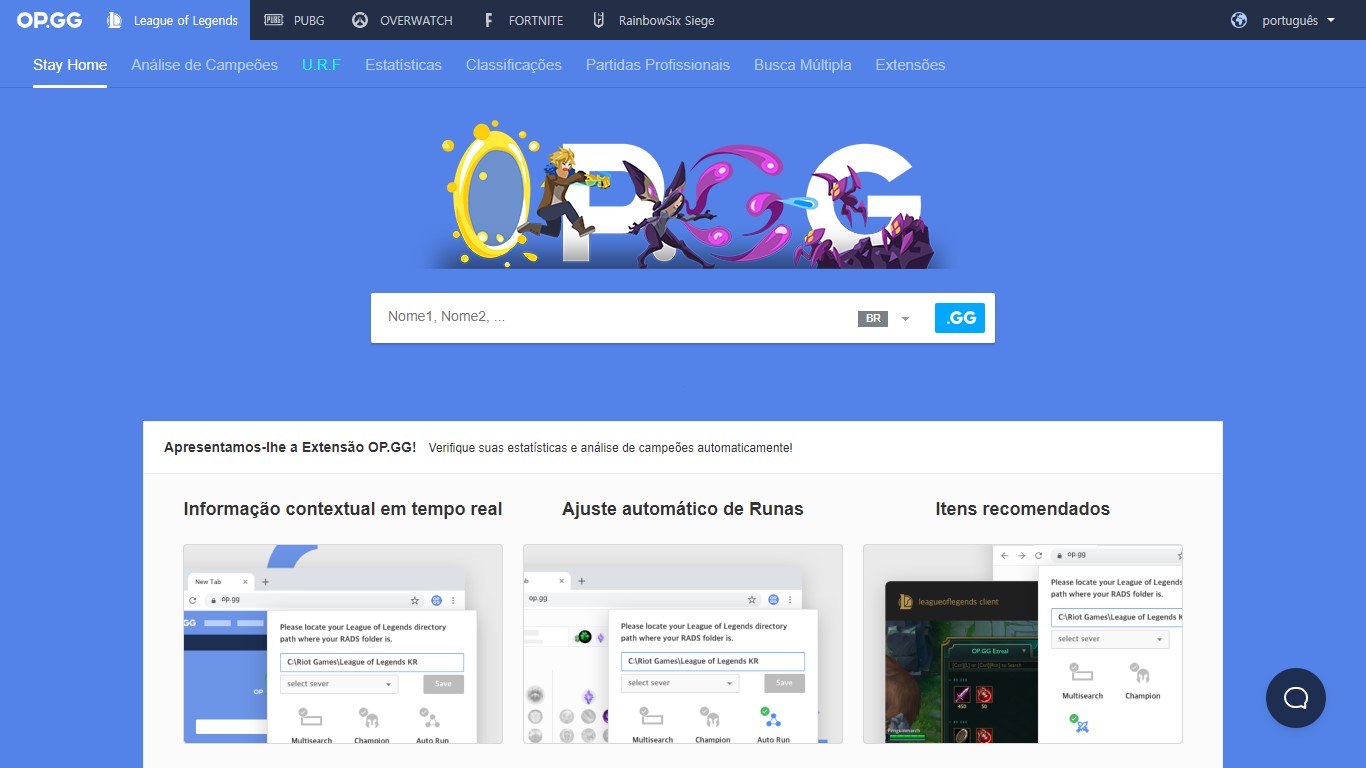 OP.GG League of Legends PUBG OVERWATCH FORTNITE RainbowSix Siege português
Stay Home Análise de Campeões U.R.F Estatísticas Classificações Partidas Profissionais Busca Múltipla Extensões
OP.GG
Nome1, Nome2, ... BR .GG
Apresentamos-lhe a Extensão OP.GG! Verifique suas estatísticas e análise de campeões automaticamente!
Informação contextual em tempo real
New Tab
op.gg
Please locate your League of Legends directory
path where your RADS folder is.
C:\Riot Games\League of Legends KR
select sever Save
OP
Multisearch Champion Auto Run
Ajuste automático de Runas
op.gg
Please locate your League of Legends directory
path where your RADS folder is.
C:\Riot Games\League of Legends KR
select sever Save
Multisearch Champion Auto Run
Itens recomendados
op.gg
Please locate your League of Legends
path where your RADS folder is.
C:\Riot Games\League of Legends K
select sever
Multisearch Champion
leagueoflegends client
OP.GG Ezreal
450 50